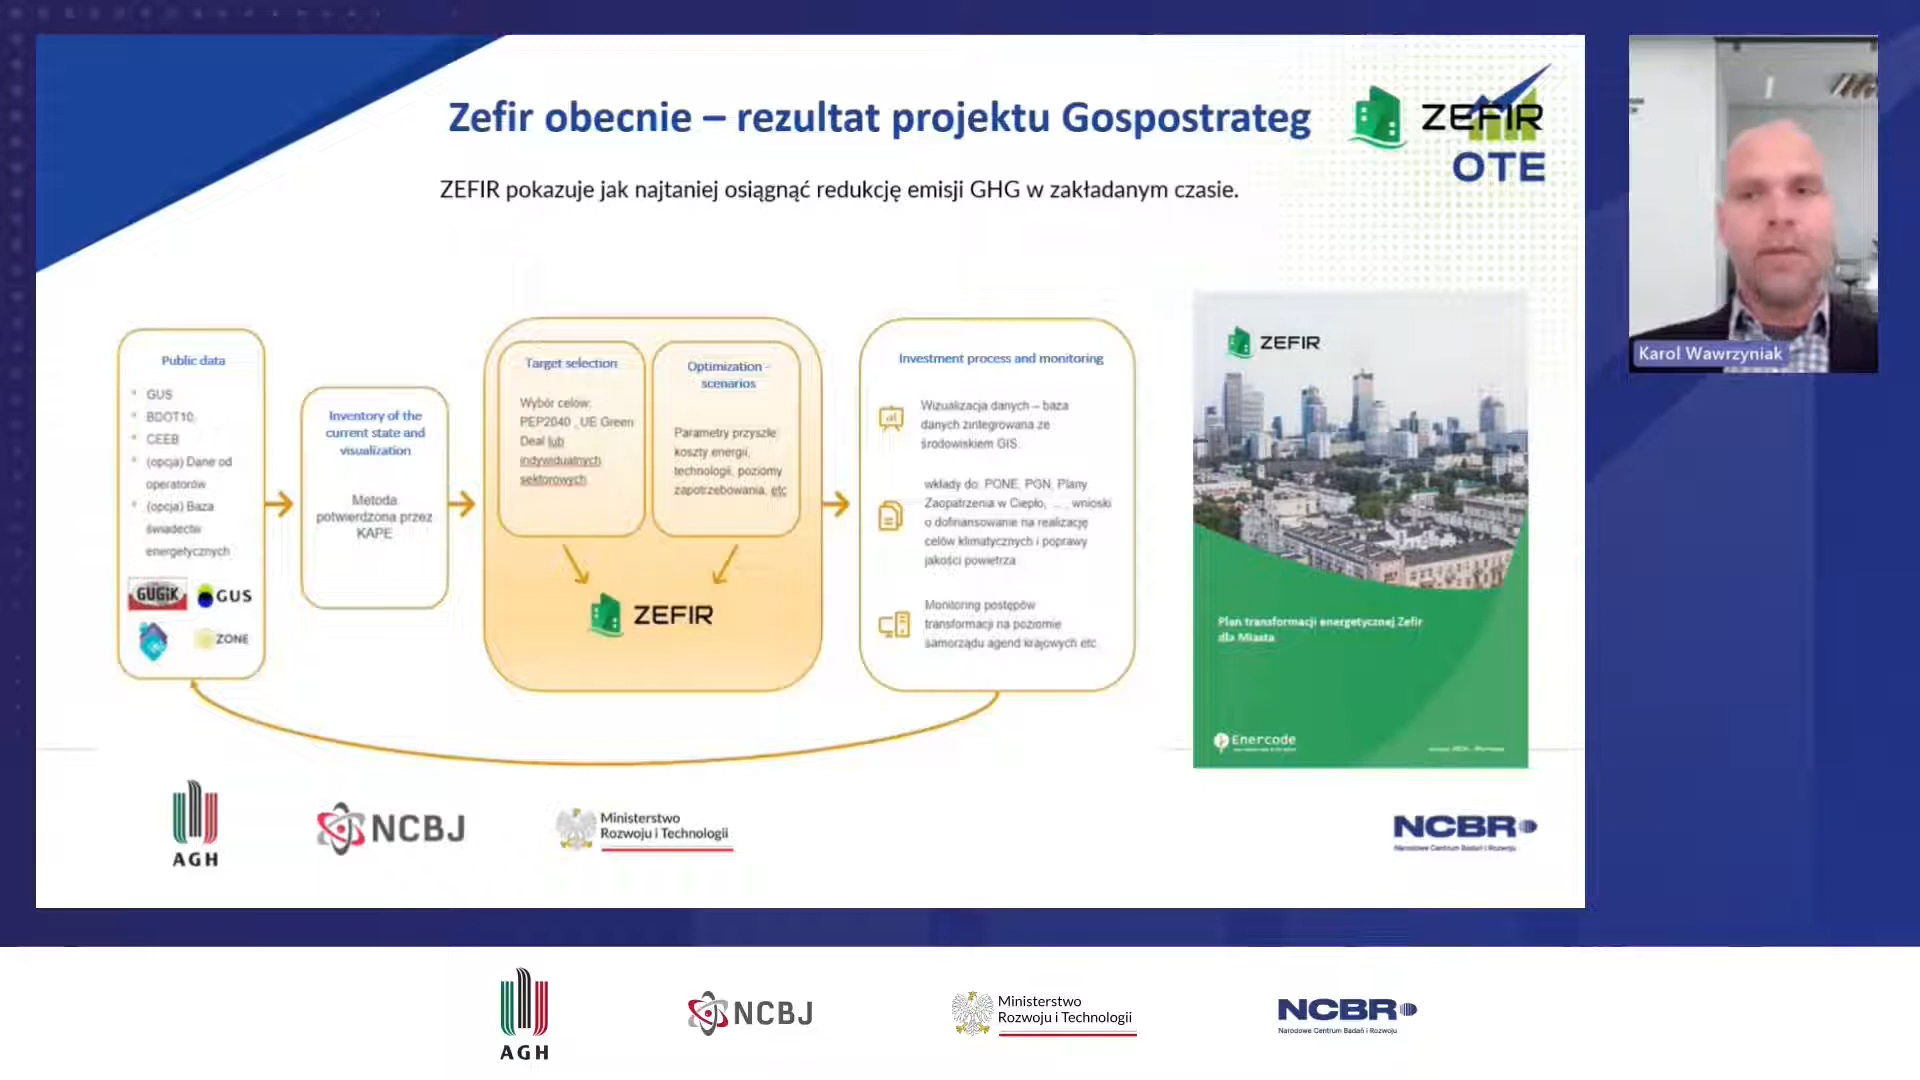 Zefir obecnie – rezultat projektu Gospostrateg
ZEFIR
OTE
ZEFIR pokazuje jak najtaniej osiągnąć redukcję emisji GHG w zakładanym czasie.
Karol Wawrzyniak
Public data
GUS
BDOT10
CEEB
(opcja) Dane od
operatorów
(opcja) Baza
świadectw
energetycznych
GUGiK
GUS
ZONE
Inventory of the
current state and
visualization
Metoda
potwierdzona przez
KAPE
Target selection
Wybór celów:
PEP2040 , UE Green
Deal lub
indywidualnych
sektorowych
Optimization -
scenarios
Parametry przyszłe:
koszty energii,
technologii, poziomy
zapotrzebowania, etc
ZEFIR
Investment process and monitoring
Wizualizacja danych – baza
danych zintegrowana ze
środowiskiem GIS.
wkłady do: PONE, PGN, Plany
Zaopatrzenia w Ciepło, ... , wnioski
o dofinansowanie na realizację
celów klimatycznych i poprawy
jakości powietrza
Monitoring postępów
transformacji na poziomie
samorządu agend krajowych etc.
ZEFIR
Plan transformacji energetycznej Zefir
dla Miasta
Enercode
AGH
NCBJ
Ministerstwo
Rozwoju i Technologii
NCBR
Narodowe Centrum Badań i Rozwoju
AGH
NCBJ
Ministerstwo
Rozwoju i Technologii
NCBR
Narodowe Centrum Badań i Rozwoju